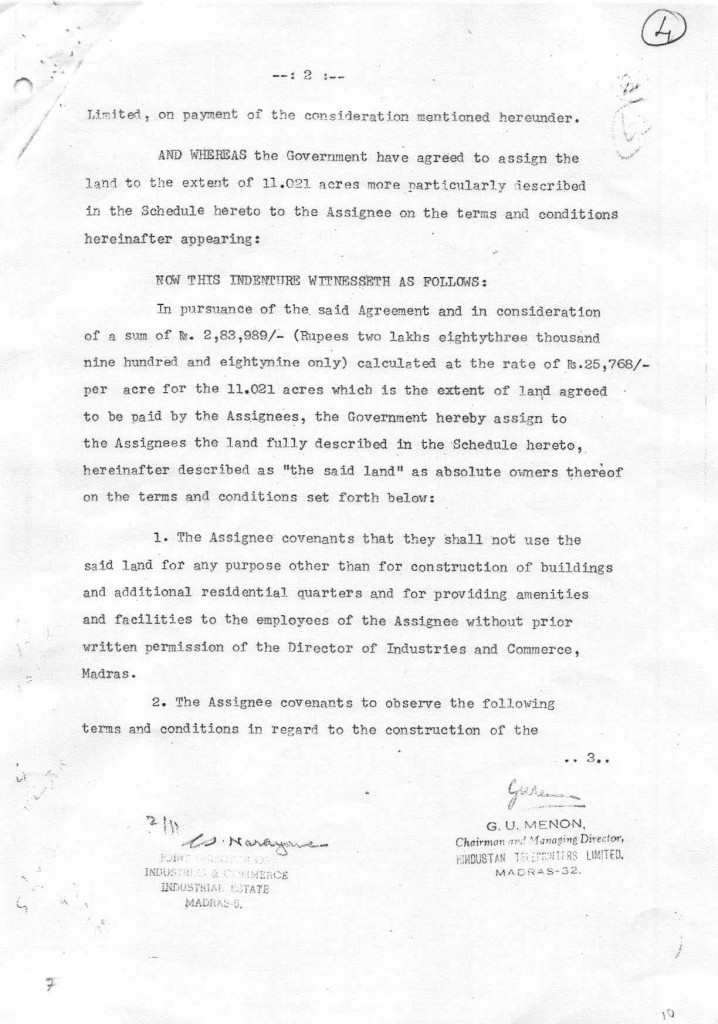 4
--: 2 :--
Limited, on payment of the consideration mentioned hereunder.
AND WHEREAS the Government have agreed to assign the
land to the extent of 11.021 acres more particularly described
in the Schedule hereto to the Assignee on the terms and conditions
hereinafter appearing:
NOW THIS INDENTURE WITNESSETH AS FOLLOWS:
In pursuance of the said Agreement and in consideration
of a sum of Rs. 2,83,989/- (Rupees two lakhs eightythree thousand
nine hundred and eightynine only) calculated at the rate of Rs.25,768/-
per acre for the 11.021 acres which is the extent of land agreed
to be paid by the Assignees, the Government hereby assign to
the Assignees the land fully described in the Schedule hereto,
hereinafter described as "the said land" as absolute owners thereof
on the terms and conditions set forth below:
1. The Assignee covenants that they shall not use the
said land for any purpose other than for construction of buildings
and additional residential quarters and for providing amenities
and facilities to the employees of the Assignee without prior
written permission of the Director of Industries and Commerce,
Madras.
2. The Assignee covenants to observe the following
terms and conditions in regard to the construction of the
.. 3..
G. U. MENON,
Chairman and Managing Director,
HINDUSTAN TELEPRINTERS LIMITED.
MADRAS-32.
JOINT
INDUSTRIES & COMMERCE
INDUSTRIAL ESTATE
MADRAS-
7
10